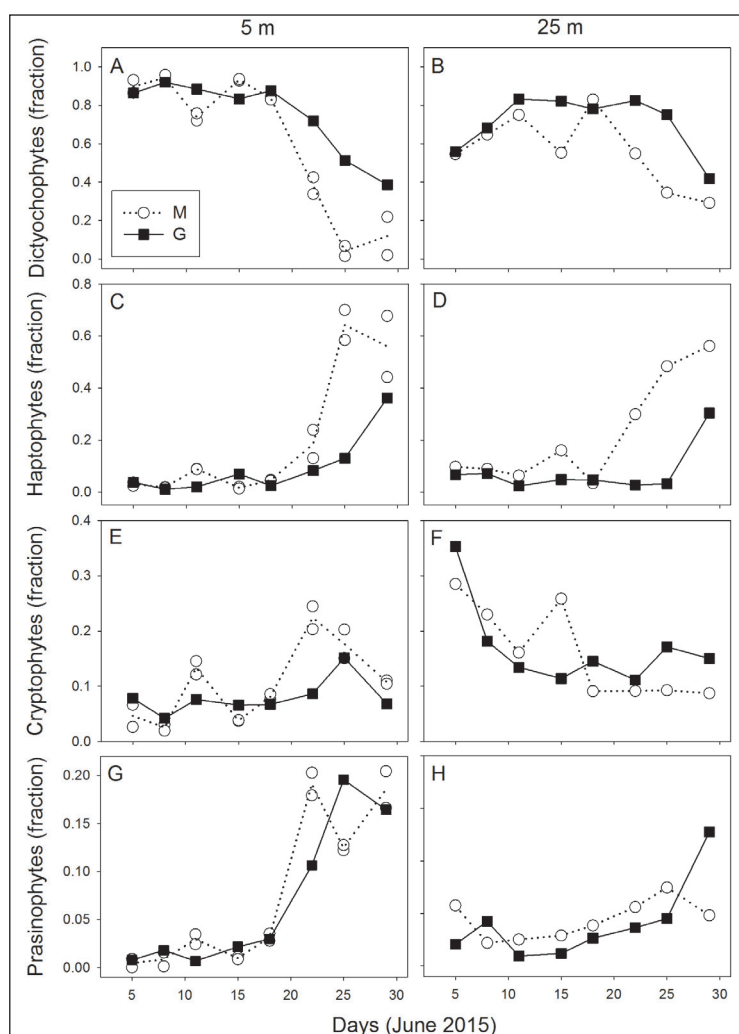 5 m
25 m
Dictyochophytes (fraction)
1.0
0.8
0.6
0.4
0.2
0.0
A
M
G
B
Haptophytes (fraction)
0.8
0.6
0.4
0.2
0.0
C
D
Cryptophytes (fraction)
0.4
0.3
0.2
0.1
0.0
E
F
Prasinophytes (fraction)
0.20
0.15
0.10
0.05
0.00
G
H
5 10 15 20 25 30
5 10 15 20 25 30
Days (June 2015)